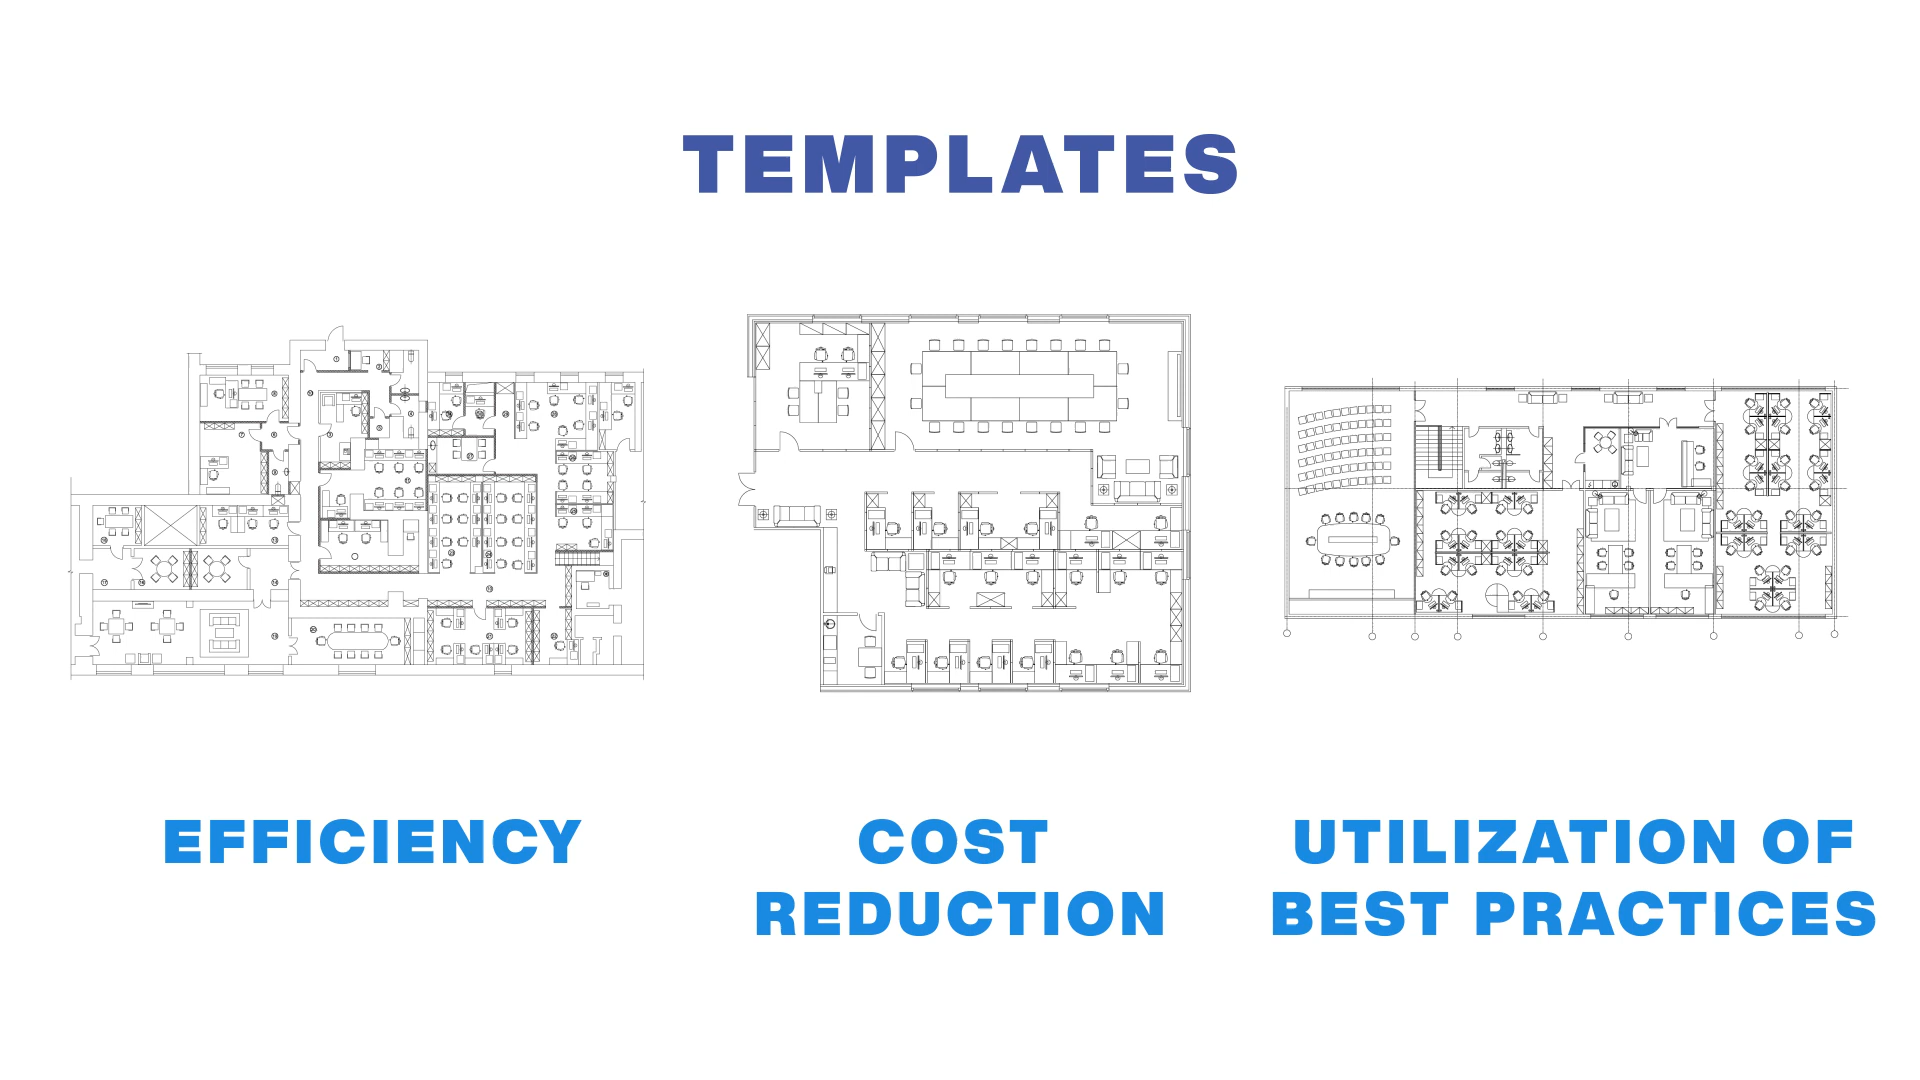 TEMPLATES
EFFICIENCY
COST
REDUCTION
UTILIZATION OF
BEST PRACTICES